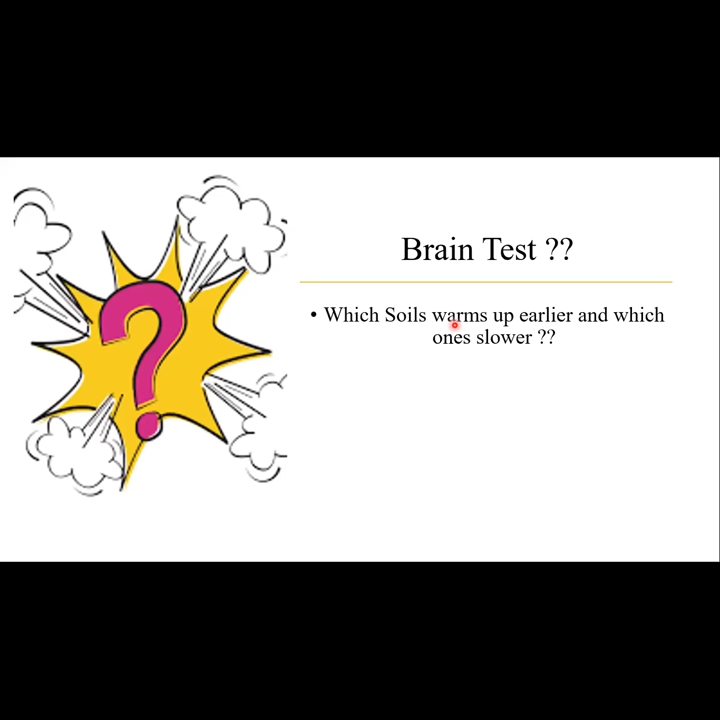 Brain Test ??
• Which Soils warms up earlier and which
ones slower ??